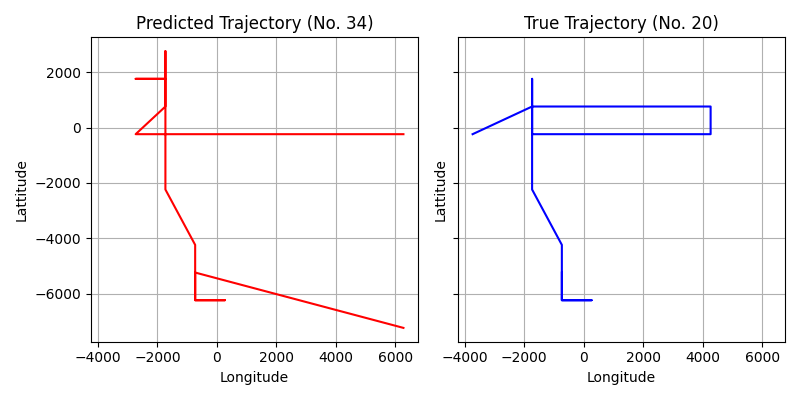 Predicted Trajectory (No. 34)
True Trajectory (No. 20)
Lattitude
2000
0
−2000
−4000
−6000
−4000 −2000 0 2000 4000 6000
Longitude
Lattitude
−4000 −2000 0 2000 4000 6000
Longitude